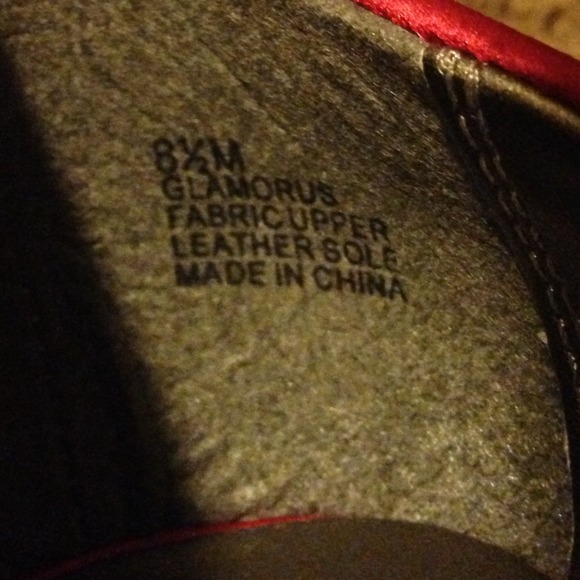 8½M
GLAMORUS
FABRIC UPPER
LEATHER SOLE
MADE IN CHINA